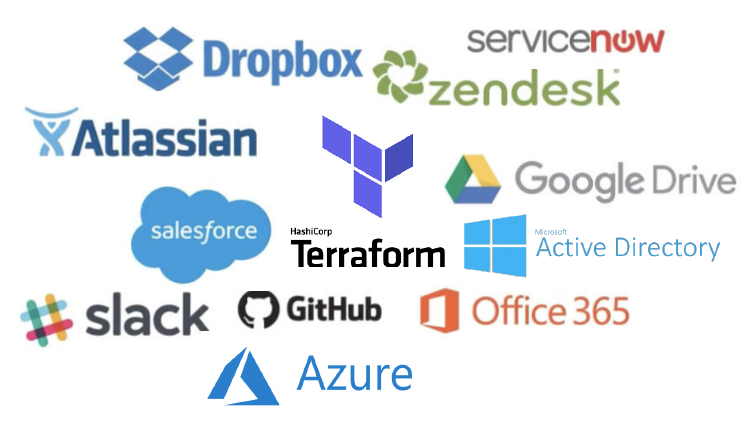 servicenow
Dropbox
zendesk
Atlassian
Google Drive
salesforce
HashiCorp
Terraform
Microsoft
Active Directory
slack
GitHub
Office 365
Azure